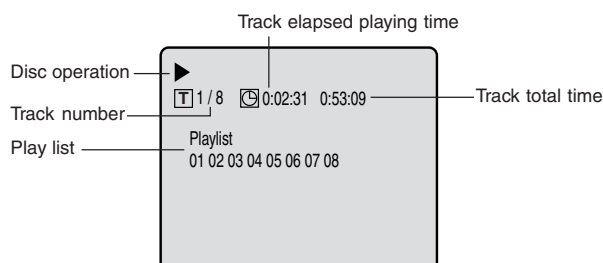 Track elapsed playing time
Disc operation
T 1 / 8 0:02:31 0:53:09
Track total time
Track number
Play list
Playlist
01 02 03 04 05 06 07 08